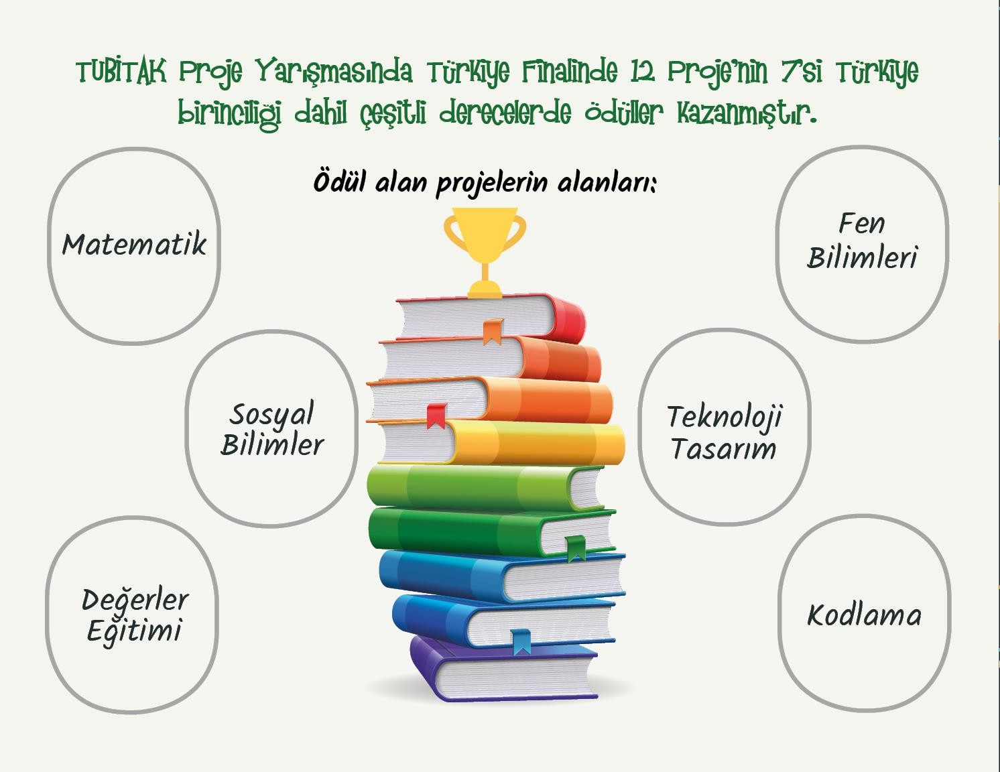 TUBİTAK Proje Yarışmasında Türkiye Finalinde 12 Proje'nin 7'si Türkiye
birinciliği dahil çeşitli derecelerde ödüller kazanmıştır.
Ödül alan projelerin alanları:
Matematik
Fen
Bilimleri
Sosyal
Bilimler
Teknoloji
Tasarım
Değerler
Eğitimi
Kodlama